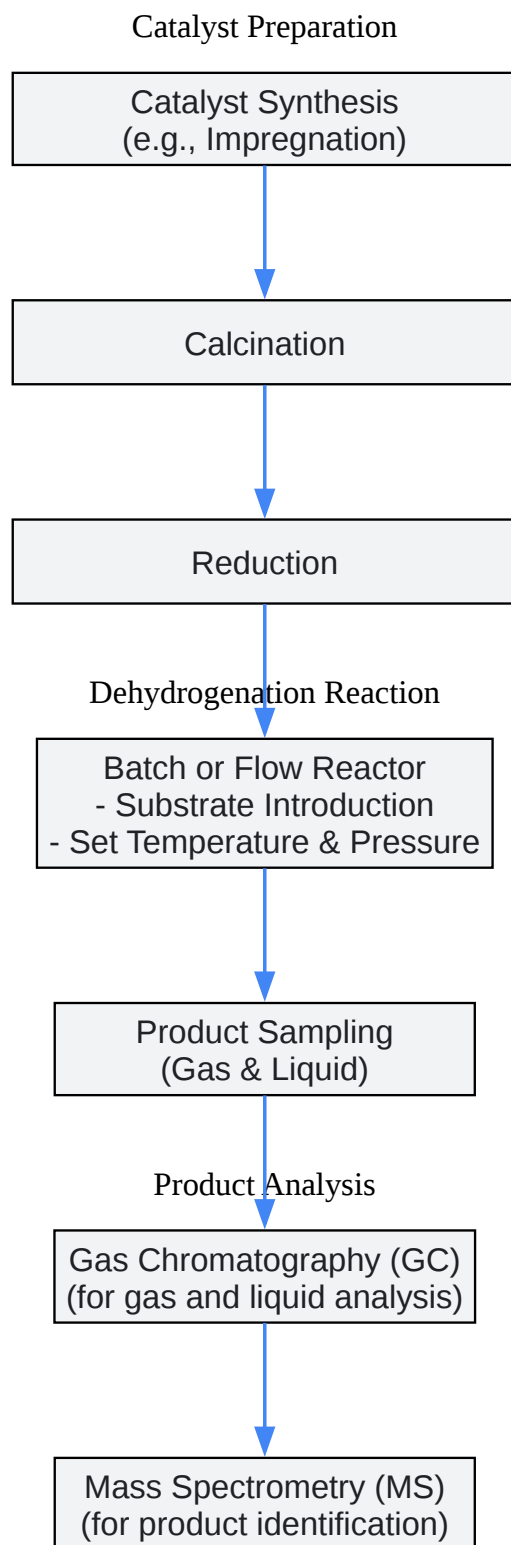 Catalyst Preparation
Catalyst Synthesis
(e.g., Impregnation)
Calcination
Reduction
Dehydrogenation Reaction
Batch or Flow Reactor
- Substrate Introduction
- Set Temperature & Pressure
Product Sampling
(Gas & Liquid)
Product Analysis
Gas Chromatography (GC)
(for gas and liquid analysis)
Mass Spectrometry (MS)
(for product identification)